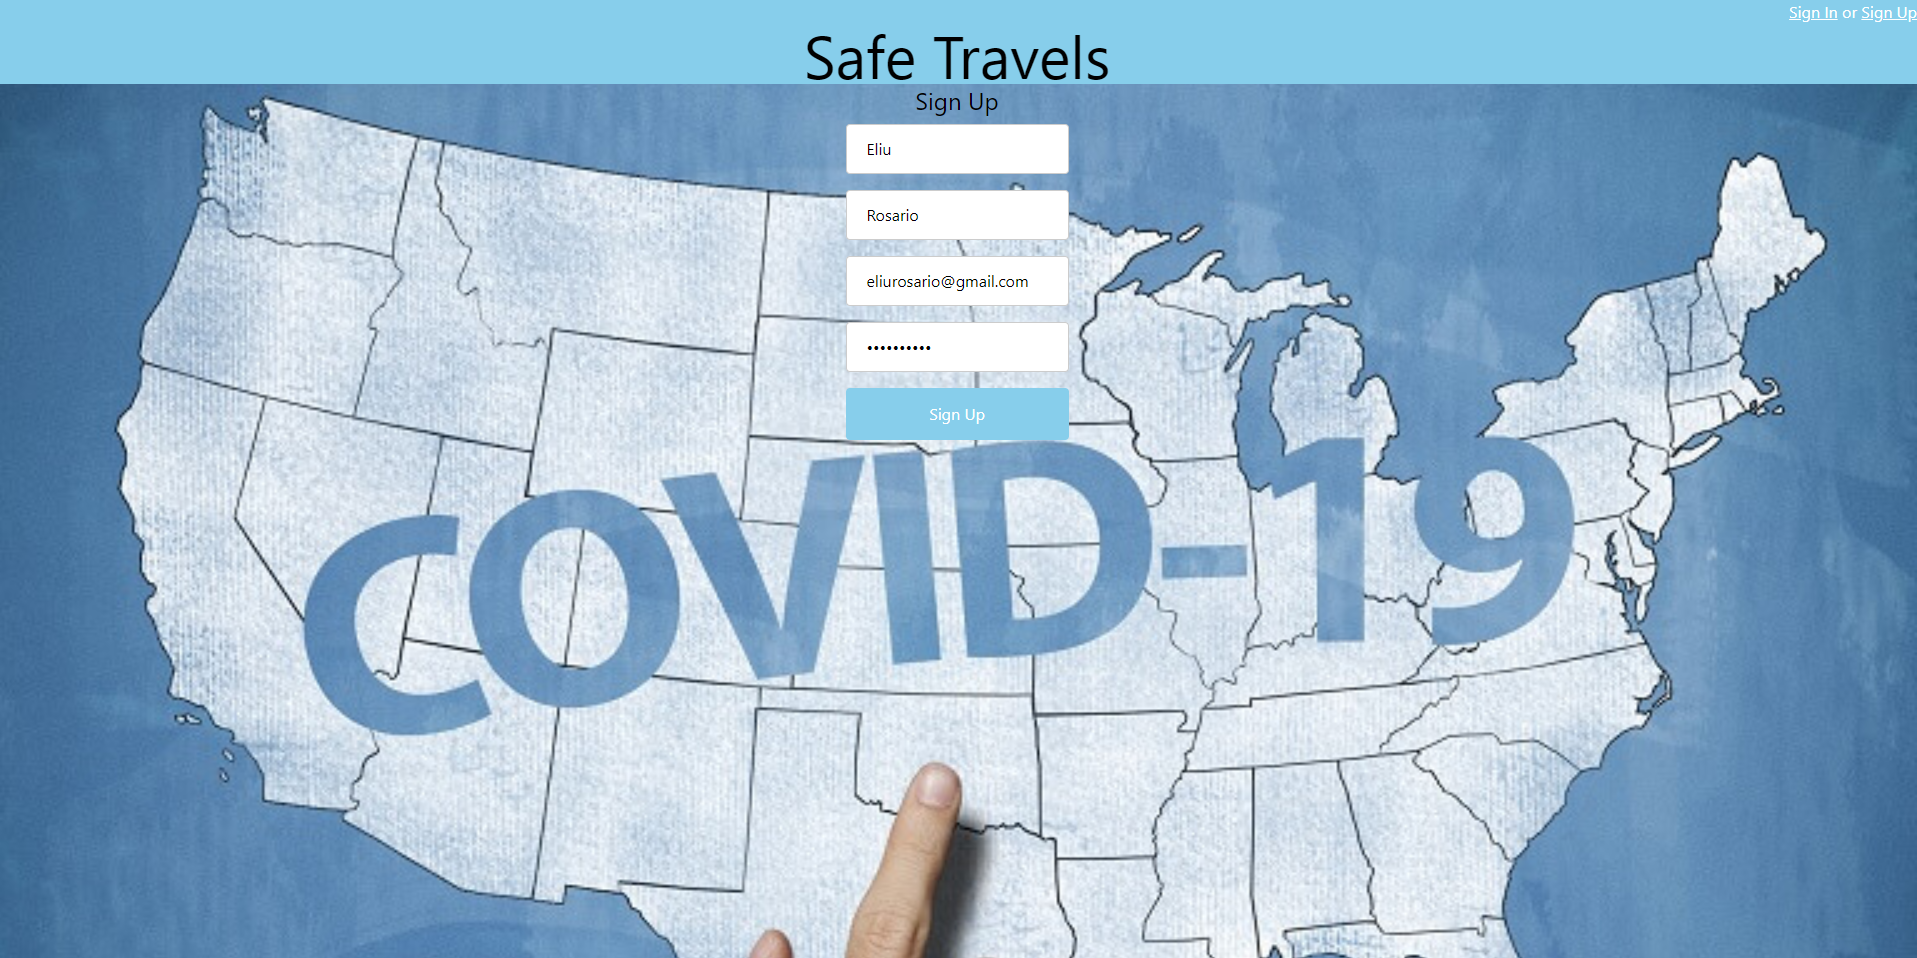 Sign In or Sign Up
Safe Travels
Sign Up
Eliu
Rosario
eliurosario@gmail.com
••••••••••
Sign Up
COVID-19